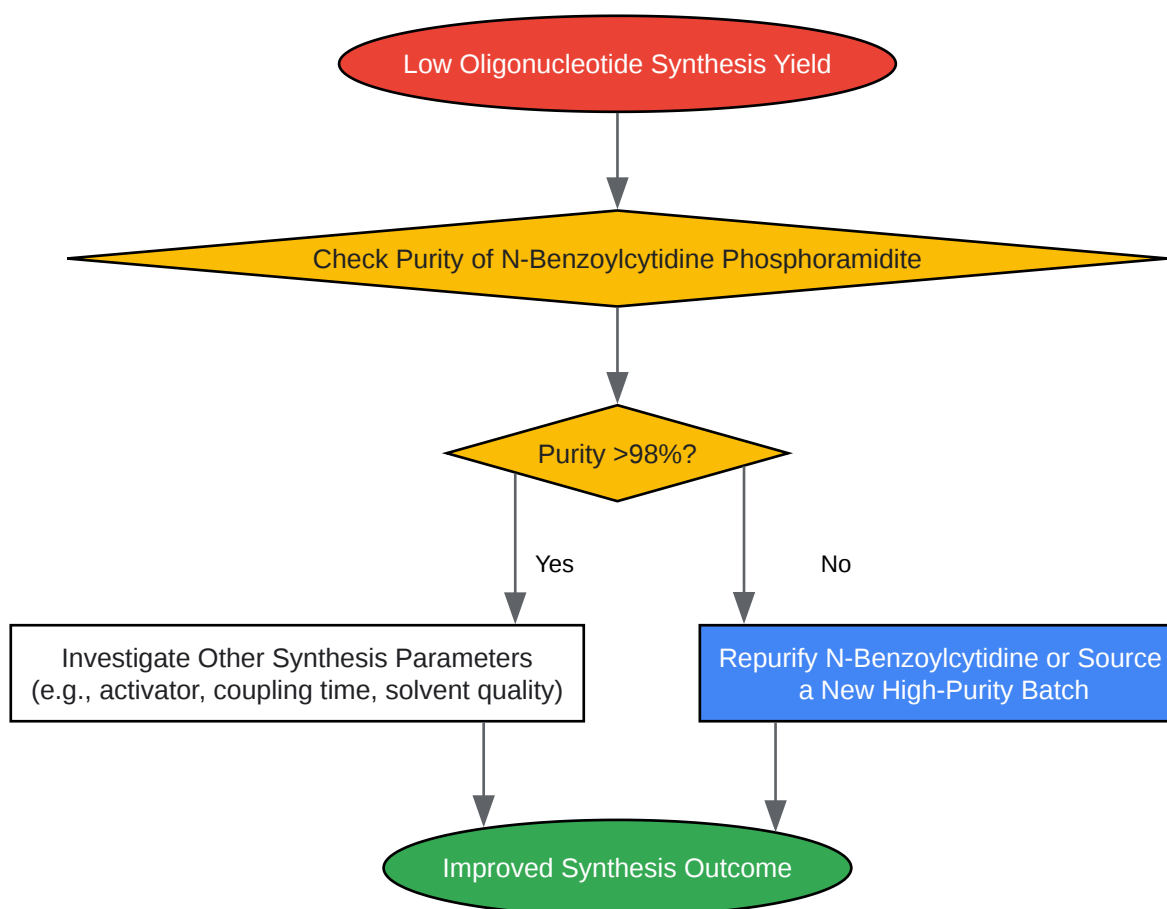 Low Oligonucleotide Synthesis Yield
Check Purity of N-Benzoylcytidine Phosphoramidite
Purity >98%?
Yes
No
Investigate Other Synthesis Parameters
(e.g., activator, coupling time, solvent quality)
Repurify N-Benzoylcytidine or Source
a New High-Purity Batch
Improved Synthesis Outcome